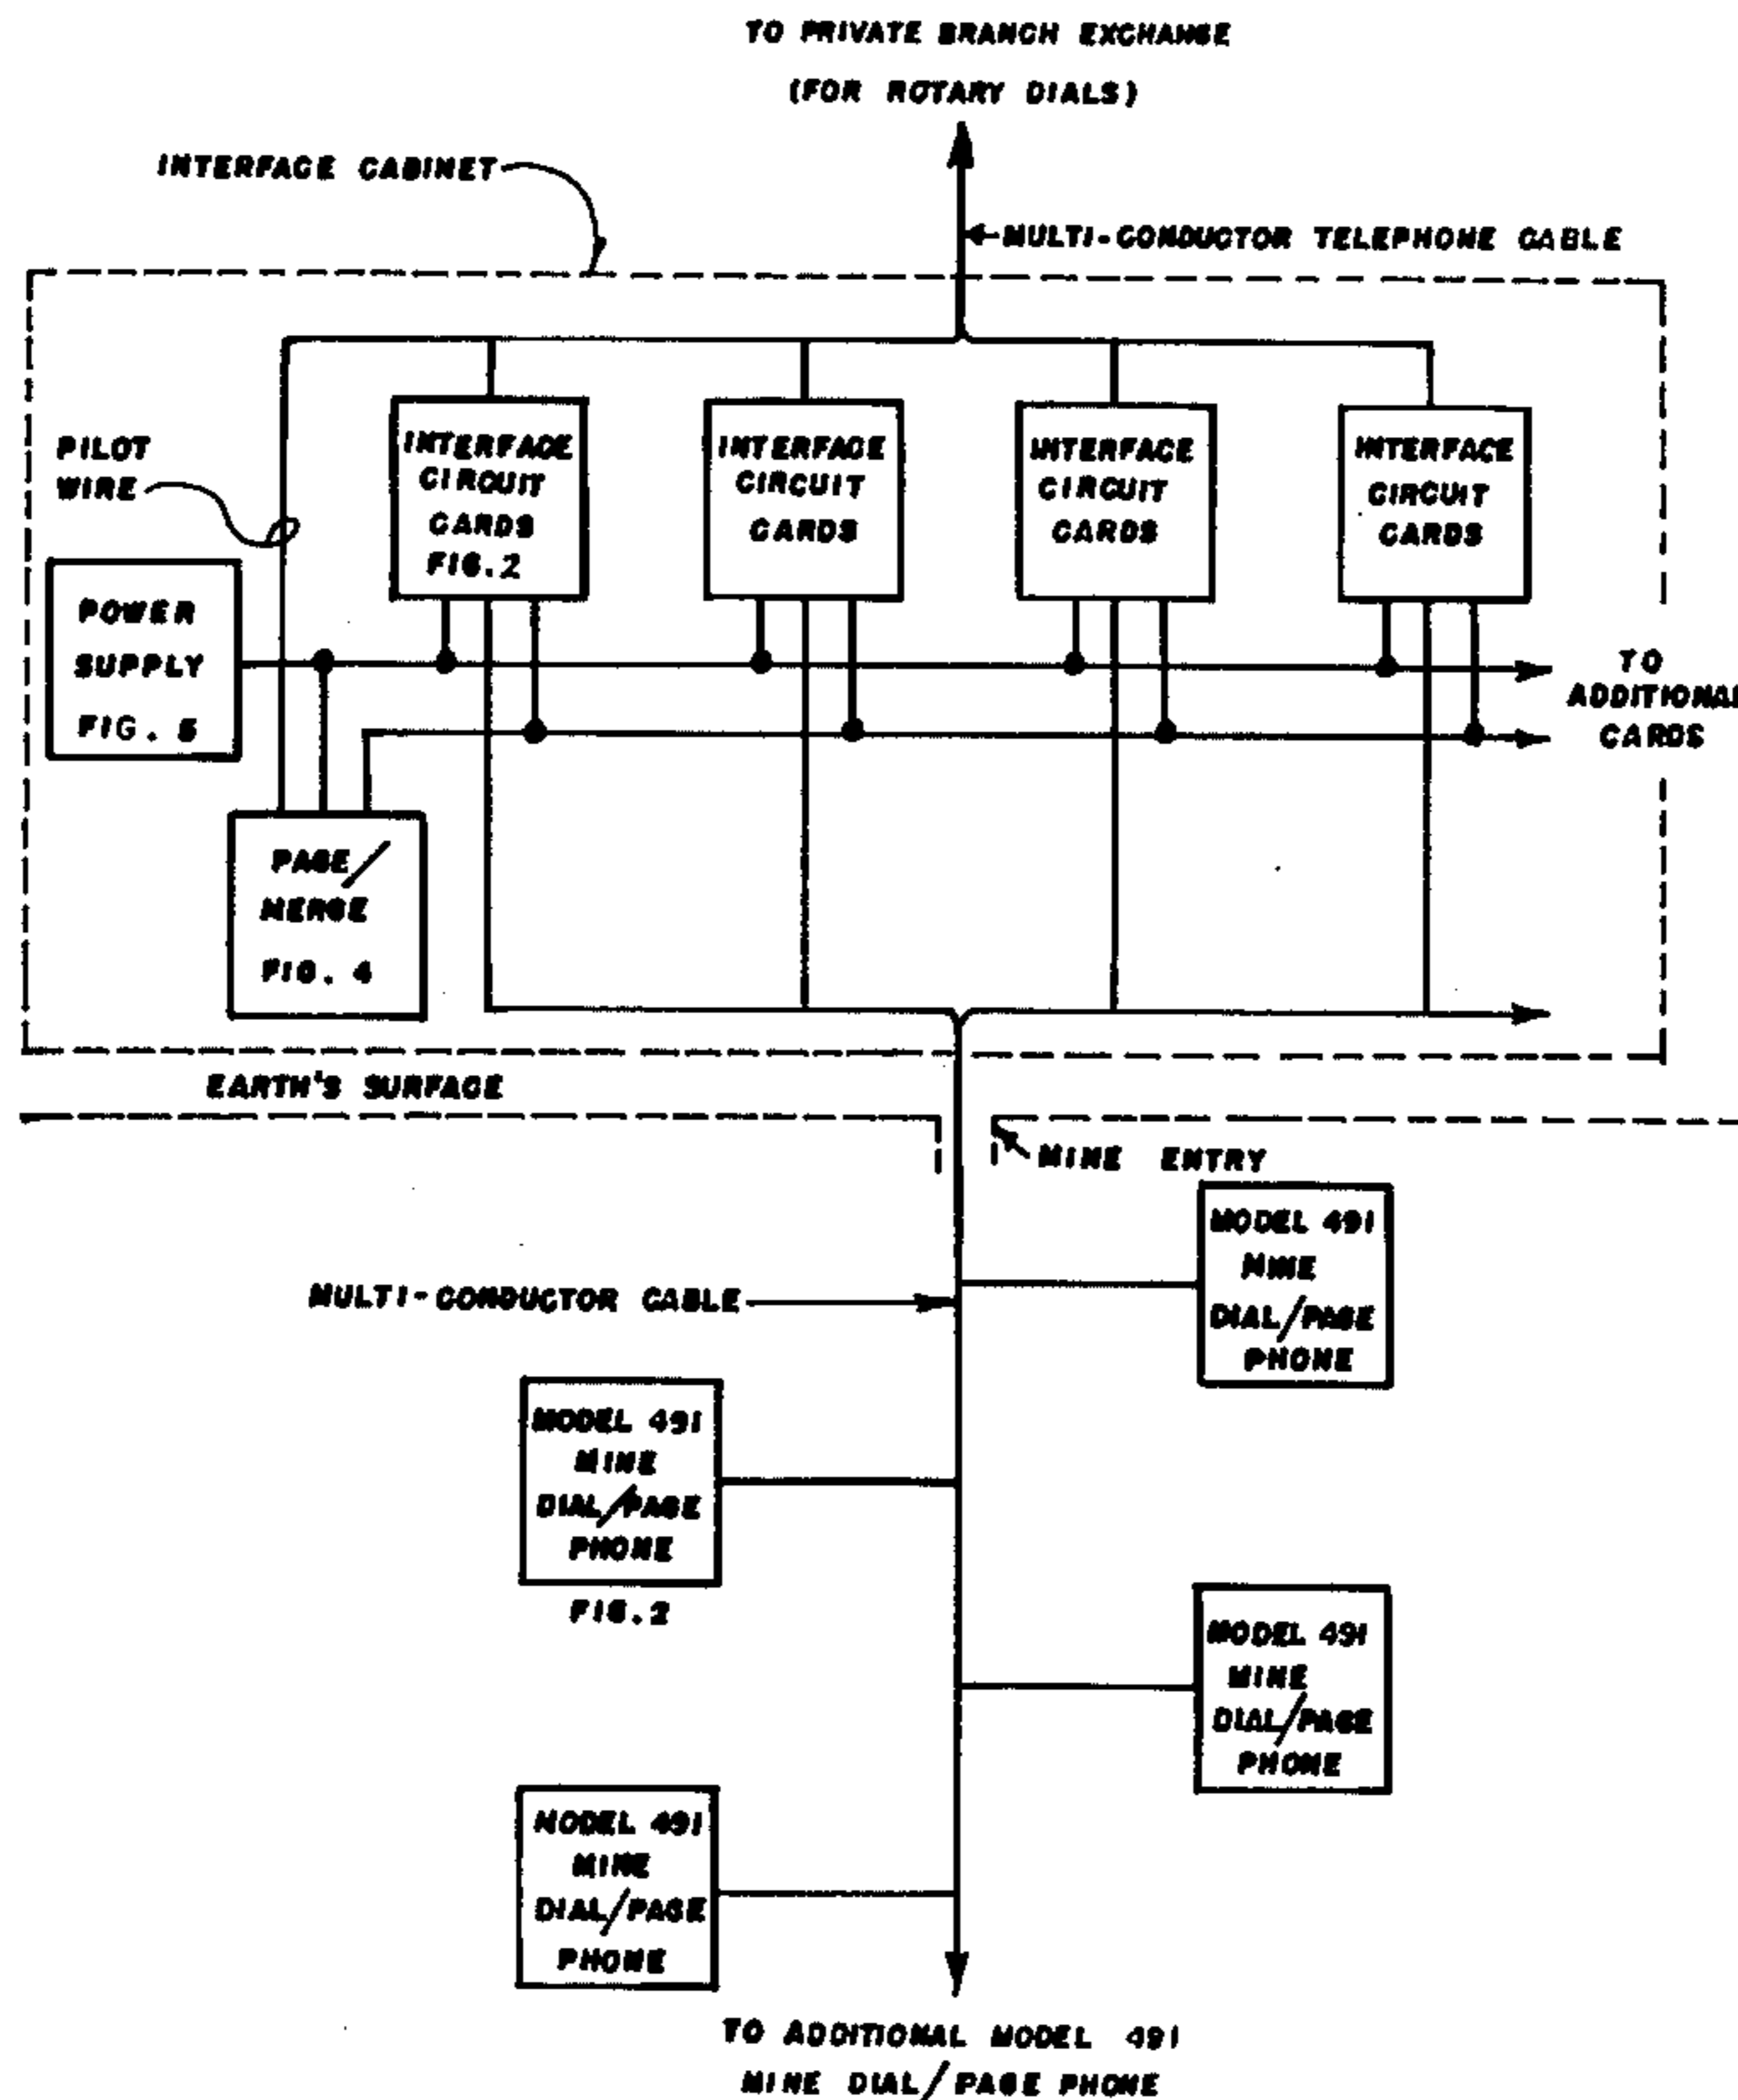 TO PRIVATE BRANCH EXCHANGE
(FOR ROTARY DIALS)
INTERFACE CABINET
MULTI-CONDUCTOR TELEPHONE CABLE
PILOT
WIRE
INTERFACE
CIRCUIT
CARDS
FIG.2
INTERFACE
CIRCUIT
CARDS
INTERFACE
CIRCUIT
CARDS
INTERFACE
CIRCUIT
CARDS
POWER
SUPPLY
FIG. 5
TO
ADDITIONAL
CARDS
PAGE/
MERGE
FIG. 4
EARTH'S SURFACE
MINE ENTRY
MODEL 491
MINE
DIAL/PAGE
PHONE
MULTI-CONDUCTOR CABLE
MODEL 491
MINE
DIAL/PAGE
PHONE
FIG.2
MODEL 491
MINE
DIAL/PAGE
PHONE
MODEL 491
MINE
DIAL/PAGE
PHONE
TO ADDITIONAL MODEL 491
MINE DIAL/PAGE PHONE